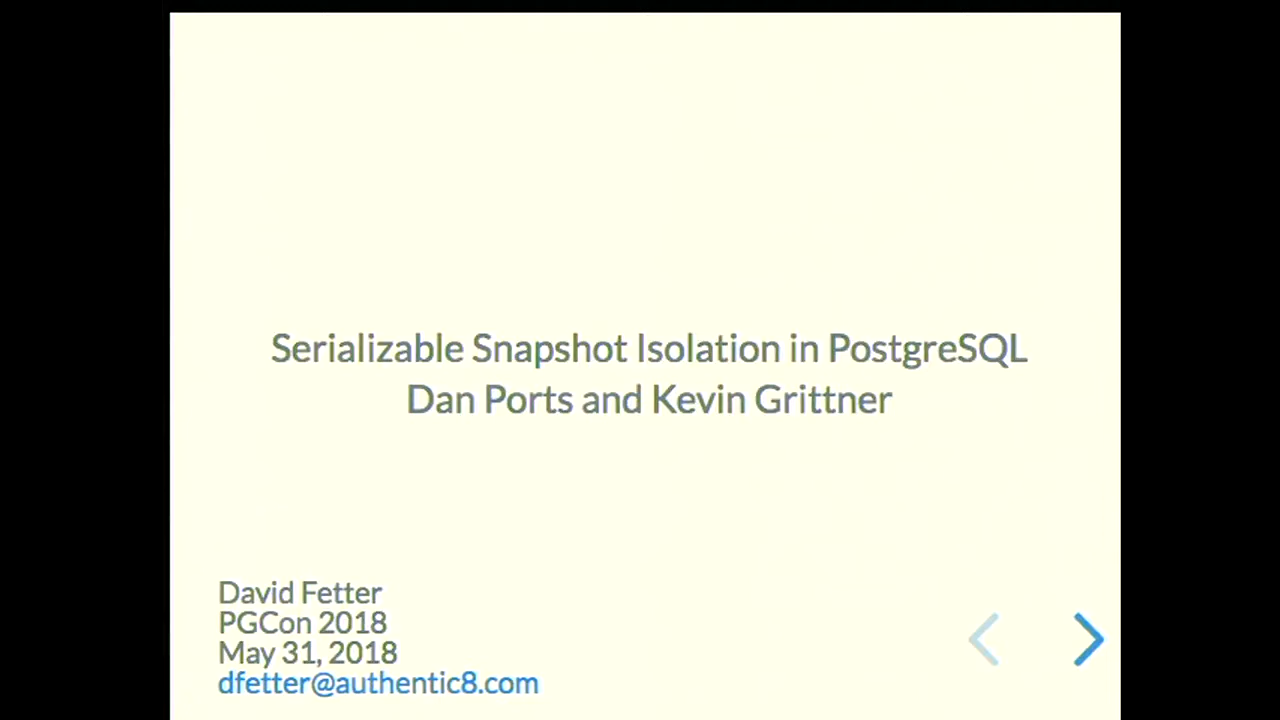 Serializable Snapshot Isolation in PostgreSQL
Dan Ports and Kevin Grittner
David Fetter
PGCon 2018
May 31, 2018
dfetter@authentic8.com